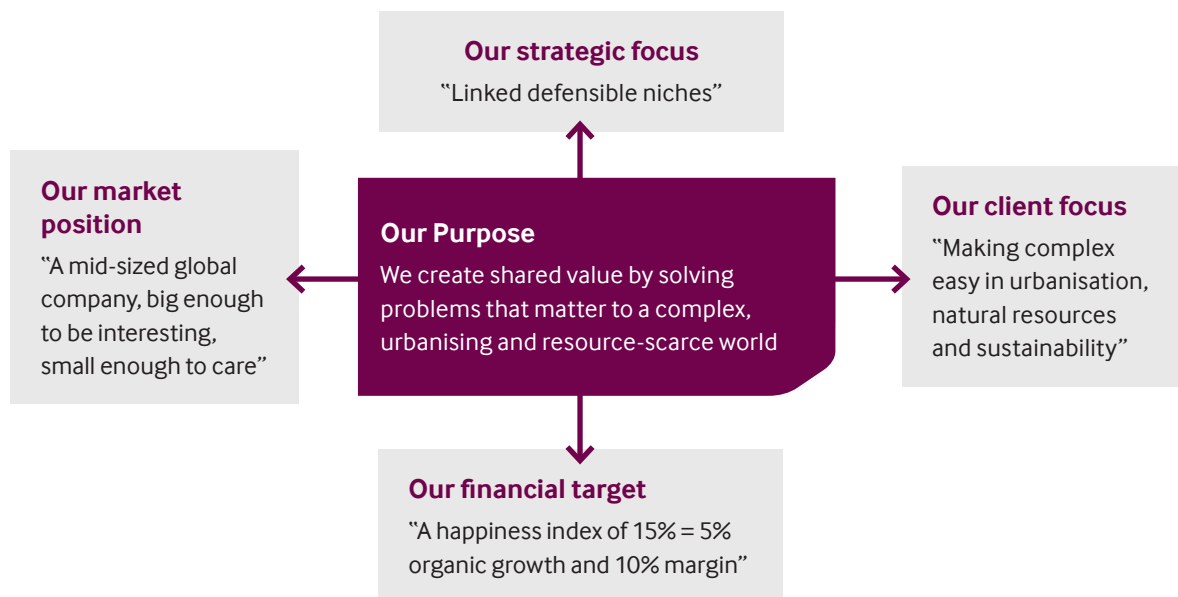 Our strategic focus
“Linked defensible niches”
Our market
position
“A mid-sized global
company, big enough
to be interesting,
small enough to care”
Our Purpose
We create shared value by solving
problems that matter to a complex,
urbanising and resource-scarce world
Our client focus
“Making complex
easy in urbanisation,
natural resources
and sustainability”
Our financial target
“A happiness index of 15% = 5%
organic growth and 10% margin”